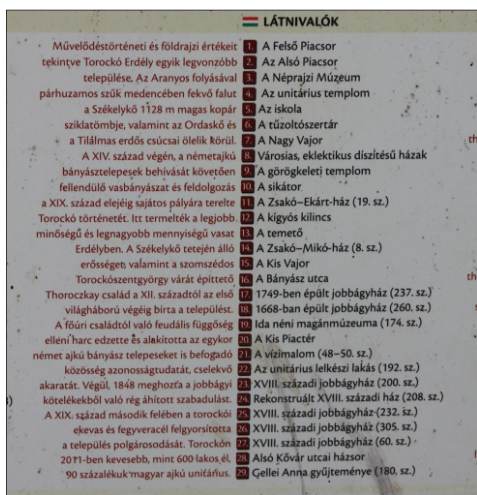 LÁTNIVALÓK
Művelődéstörténeti és földrajzi értékeit
tekintve Torockó Erdély egyik legvonzóbb
települése. Az Aranyos folyásával
párhuzamos szűk medencében fekvő falut
a Székelykő 1128 m magas kopár
sziklatömbje, valamint az Ordaskő és
a Tilalmas erdős csúcsai ölelik körül.
A XIV. század végén, a németajkú
bányásztelepesek behívását követően
fellendülő vasbányászat és feldolgozás
a XIX. század elejéig sajátos pályára terelte
Torockó történetét. Itt termelték a legjobb
minőségű és legnagyobb mennyiségű vasat
Erdélyben. A Székelykő tetején álló
erősséget, valamint a szomszédos
Torockószentgyörgy várát építtető
Thoroczkay család a XII. századtól az első
világháború végéig bírta a települést.
A főúri családtól való feudális függőség
elleni harc edzette és alakította az egykor
német ajkú bányász telepeseket is befogadó
közösség azonosságtudatát, cselekvő
akaratát. Végül, 1848 meghozta a jobbágyi
kötelékekből való rég áhított szabadulást.
A XIX. század második felében a torockói
ekevas és fegyveracél felgyorsította
a település polgárosodását. Torockón
2011-ben kevesebb, mint 600 lakos él,
90 százalékuk magyar ajkú unitárius.
1. A Felső Piacsor
2. Az Alsó Piacsor
3. A Néprajzi Múzeum
4. Az unitárius templom
5. Az iskola
6. A tűzoltószertár
7. A Nagy Vajor
8. Városias, eklektikus díszítésű házak
9. A görögkeleti templom
10. A sikátor
11. A Zsakó–Ekárt-ház (19. sz.)
12. A kígyós kilincs
13. A temető
14. A Zsakó–Mikó-ház (8. sz.)
15. A Kis Vajor
16. A Bányász utca
17. 1749-ben épült jobbágyház (237. sz.)
18. 1668-ban épült jobbágyház (260. sz.)
19. Ida néni magánmúzeuma (174. sz.)
20. A Kis Piactér
21. A vízimalom (48–50. sz.)
22. Az unitárius lelkészi lakás (192. sz.)
23. XVIII. századi jobbágyház (200. sz.)
24. Rekonstruált XVIII. századi ház (208. sz.)
25. XVIII. századi jobbágyház (232. sz.)
26. XVIII. századi jobbágyház (305. sz.)
27. XVIII. századi jobbágyház (60. sz.)
28. Alsó Kővár utcai házsor
29. Gellei Anna gyűjteménye (180. sz.)